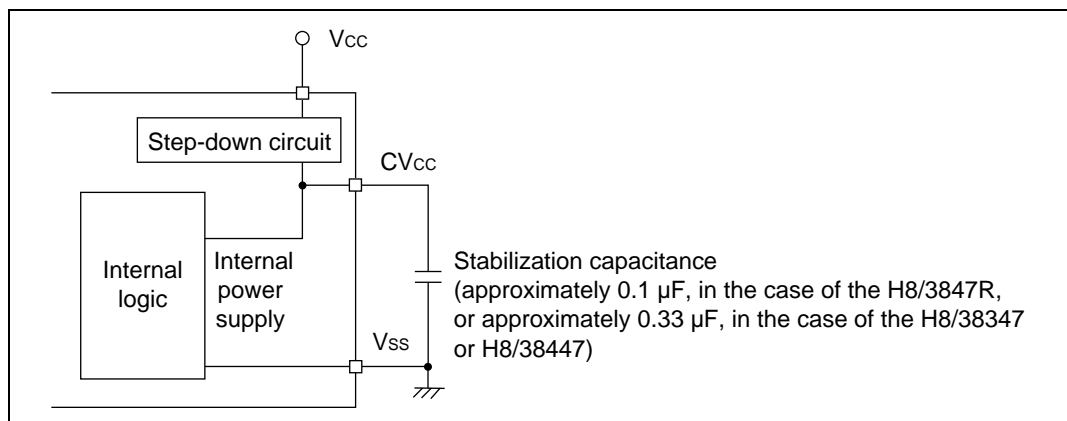 Vcc
Step-down circuit
CVcc
Internal
logic
Internal
power
supply
Stabilization capacitance
(approximately 0.1 µF, in the case of the H8/3847R,
or approximately 0.33 µF, in the case of the H8/38347
or H8/38447)
Vss